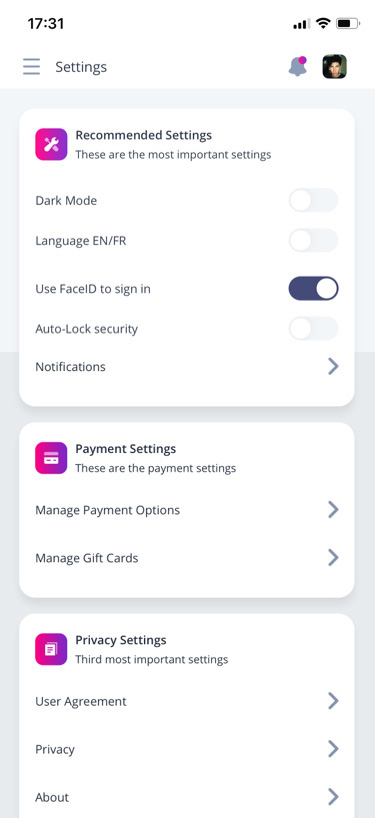 17:31
Settings
Recommended Settings
These are the most important settings
Dark Mode
Language EN/FR
Use FaceID to sign in
Auto-Lock security
Notifications
Payment Settings
These are the payment settings
Manage Payment Options
Manage Gift Cards
Privacy Settings
Third most important settings
User Agreement
Privacy
About